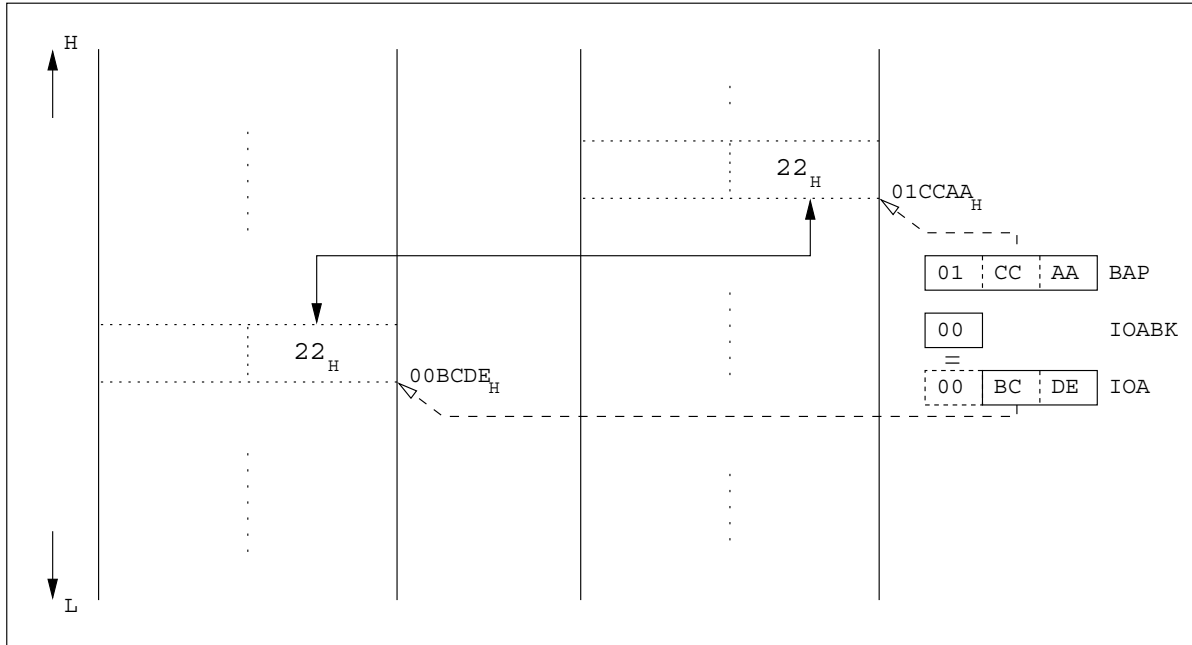 H
22H
01CCAAH
01 CC AA BAP
00 IOABK
=
22H
00BCDEH
00 BC DE IOA
L